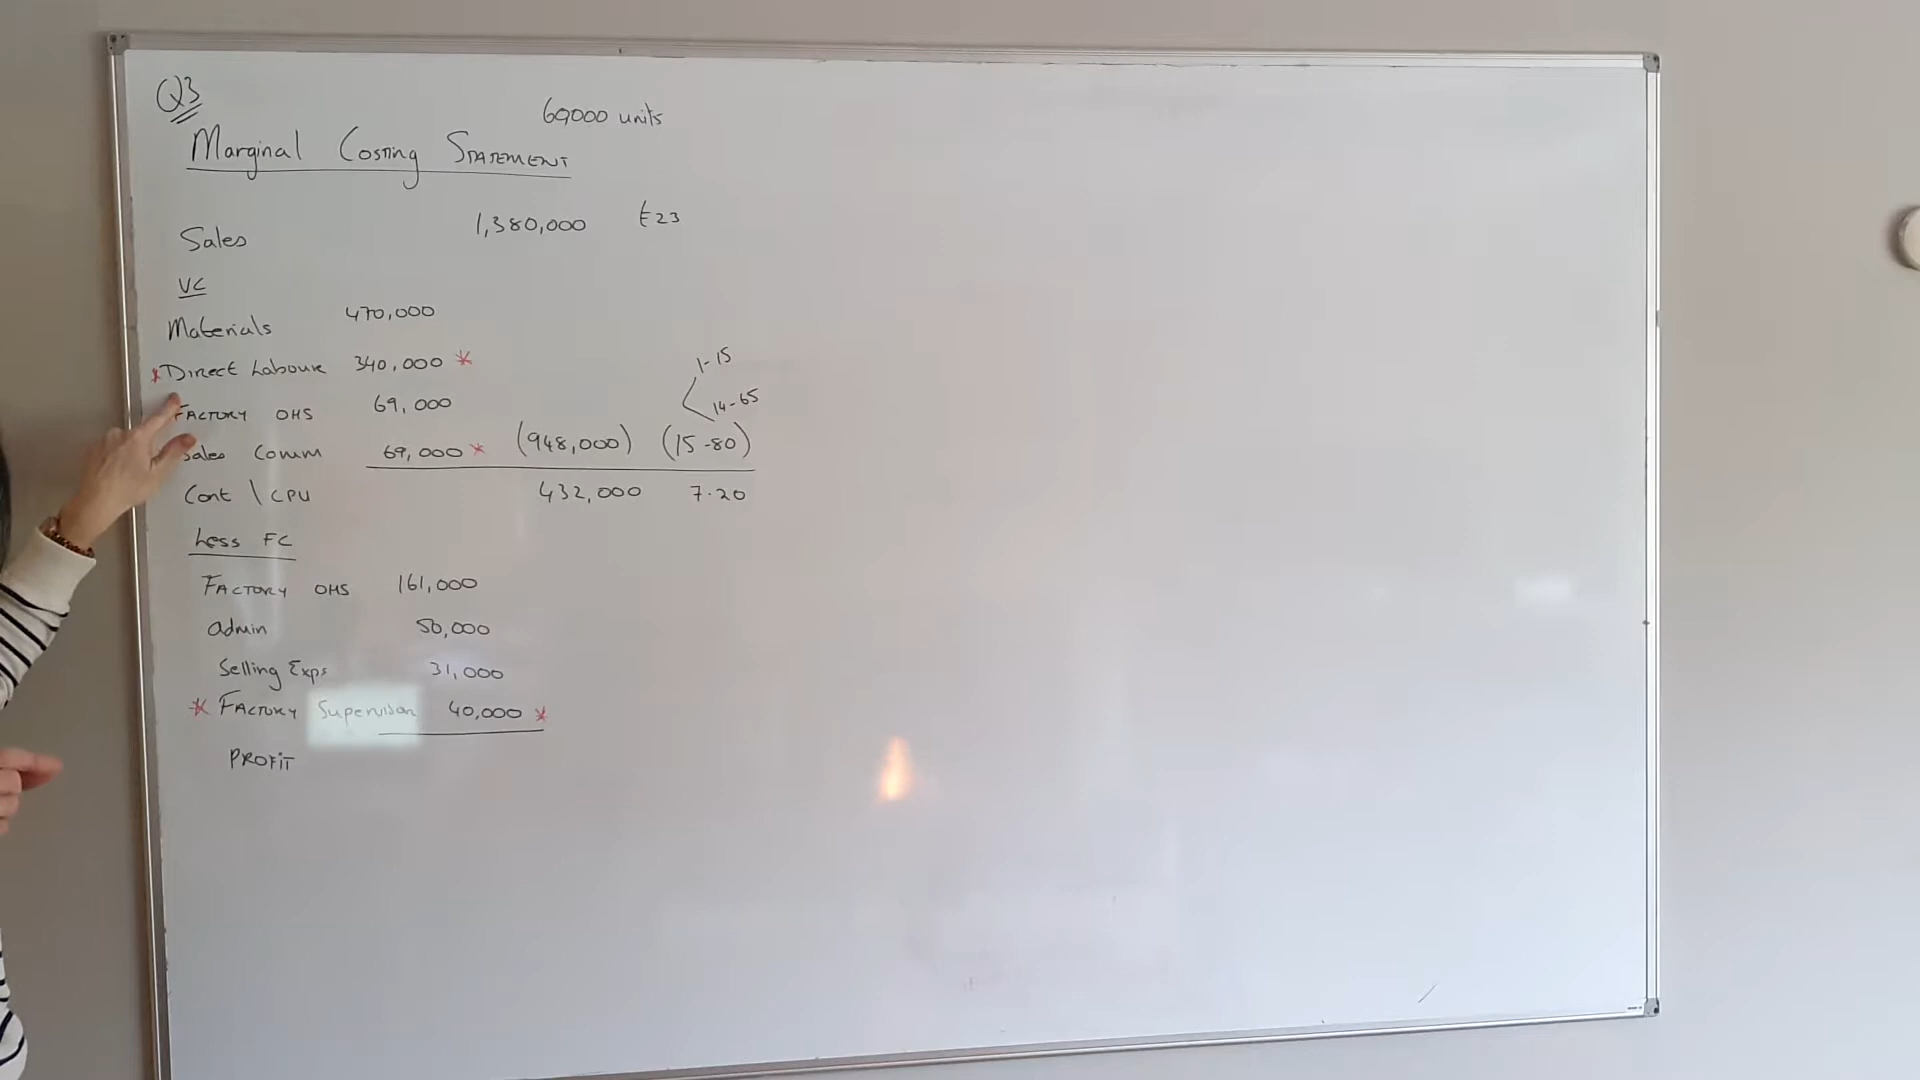 Q3
60000 units
Marginal Costing STATEMENT
Sales 1,380,000 £23
VC
Materials 470,000
*Direct Labour 340,000 *
1-15
FACTORY OHS 69,000
14-65
Sales Comm 69,000 * (948,000) (15-80)
Cont \ CPU 432,000 7.20
Less FC
FACTORY OHS 161,000
admin 50,000
Selling Exps 31,000
* FACTORY Supervision 40,000 *
PROFIT